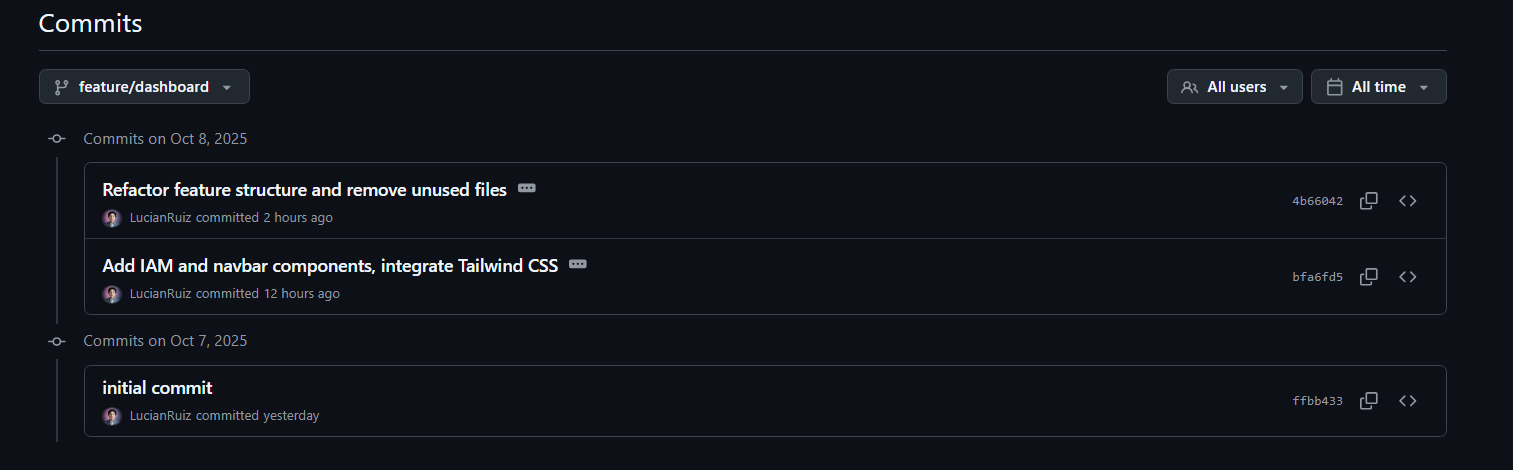 Commits
feature/dashboard
All users
All time
Commits on Oct 8, 2025
Refactor feature structure and remove unused files
LucianRuiz committed 2 hours ago
4b66042
Add IAM and navbar components, integrate Tailwind CSS
LucianRuiz committed 12 hours ago
bfa6fd5
Commits on Oct 7, 2025
initial commit
LucianRuiz committed yesterday
ffbb433